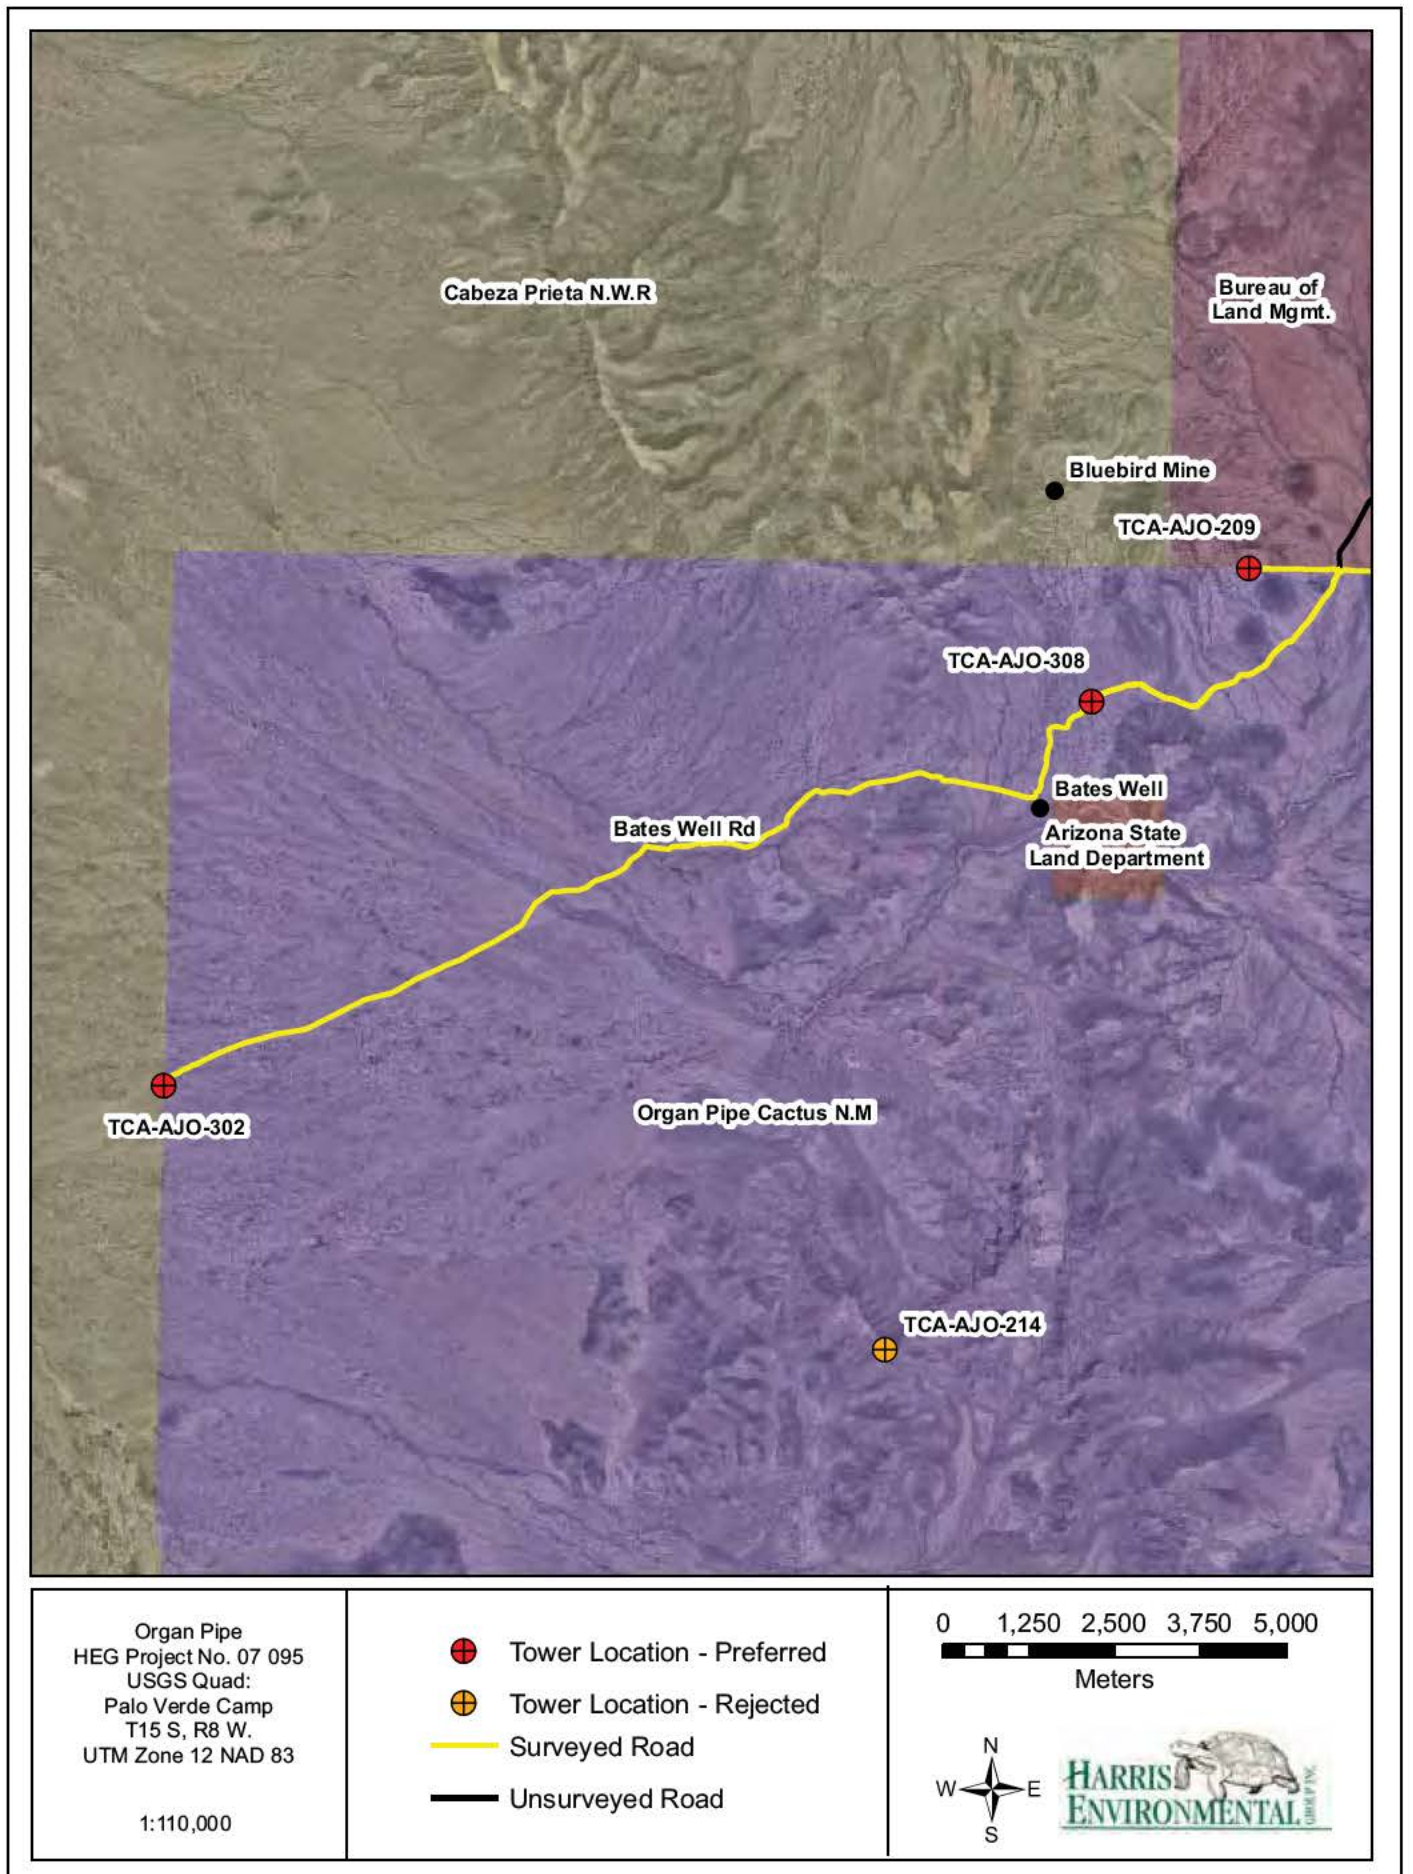 Cabeza Prieta N.W.R
Bureau of
Land Mgmt.
Bluebird Mine
TCA-AJO-209
TCA-AJO-308
Bates Well
Bates Well Rd
Arizona State
Land Department
TCA-AJO-302
Organ Pipe Cactus N.M
TCA-AJO-214
Organ Pipe
HEG Project No. 07 095
USGS Quad:
Palo Verde Camp
T15 S, R8 W.
UTM Zone 12 NAD 83
1:110,000
Tower Location - Preferred
Tower Location - Rejected
Surveyed Road
Unsurveyed Road
0 1,250 2,500 3,750 5,000
Meters
N
W E
S
HARRIS
ENVIRONMENTAL
GROUP INC.